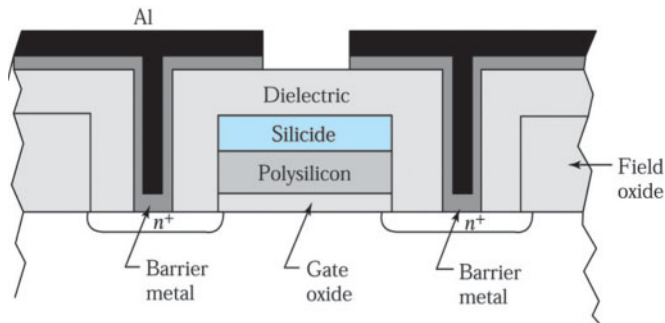 Al
Dielectric
Silicide
Polysilicon
Field
oxide
n+
n+
Barrier
metal
Gate
oxide
Barrier
metal